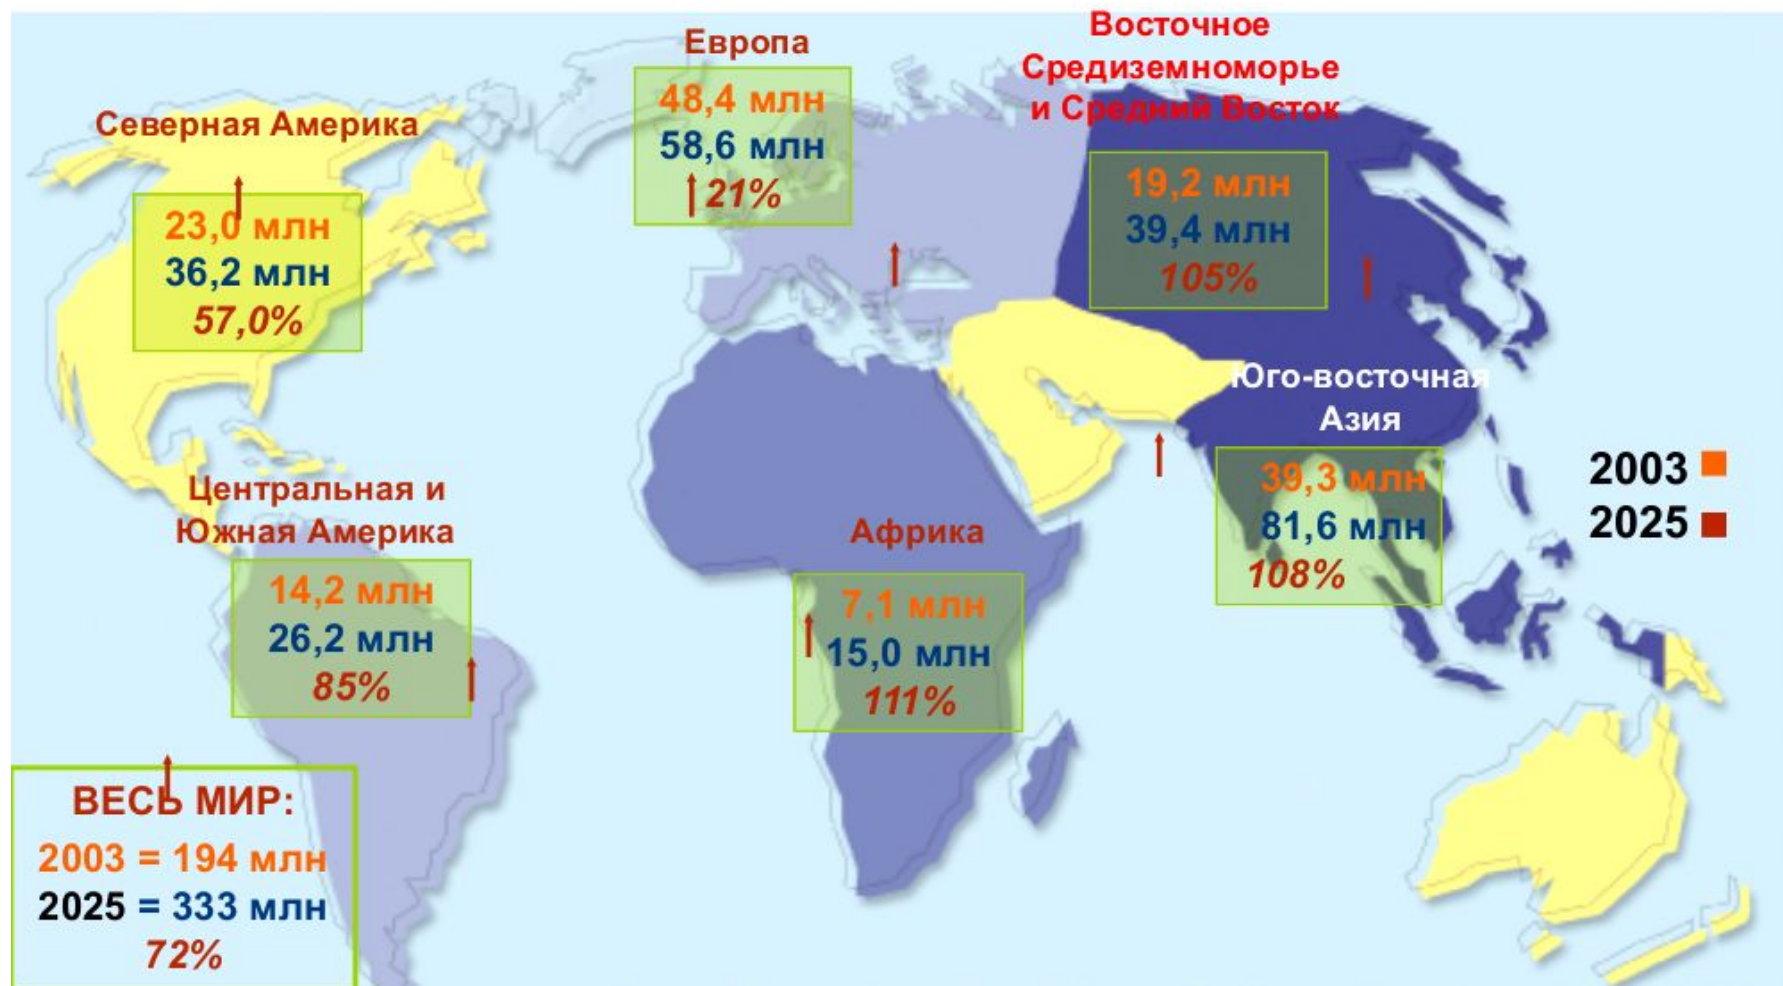 Северная Америка
23,0 млн
36,2 млн
57,0%
Европа
48,4 млн
58,6 млн
21%
Восточное
Средиземноморье
и Средний Восток
19,2 млн
39,4 млн
105%
Юго-восточная
Азия
39,3 млн
81,6 млн
108%
2003
2025
Центральная и
Южная Америка
14,2 млн
26,2 млн
85%
Африка
7,1 млн
15,0 млн
111%
ВЕСЬ МИР:
2003 = 194 млн
2025 = 333 млн
72%